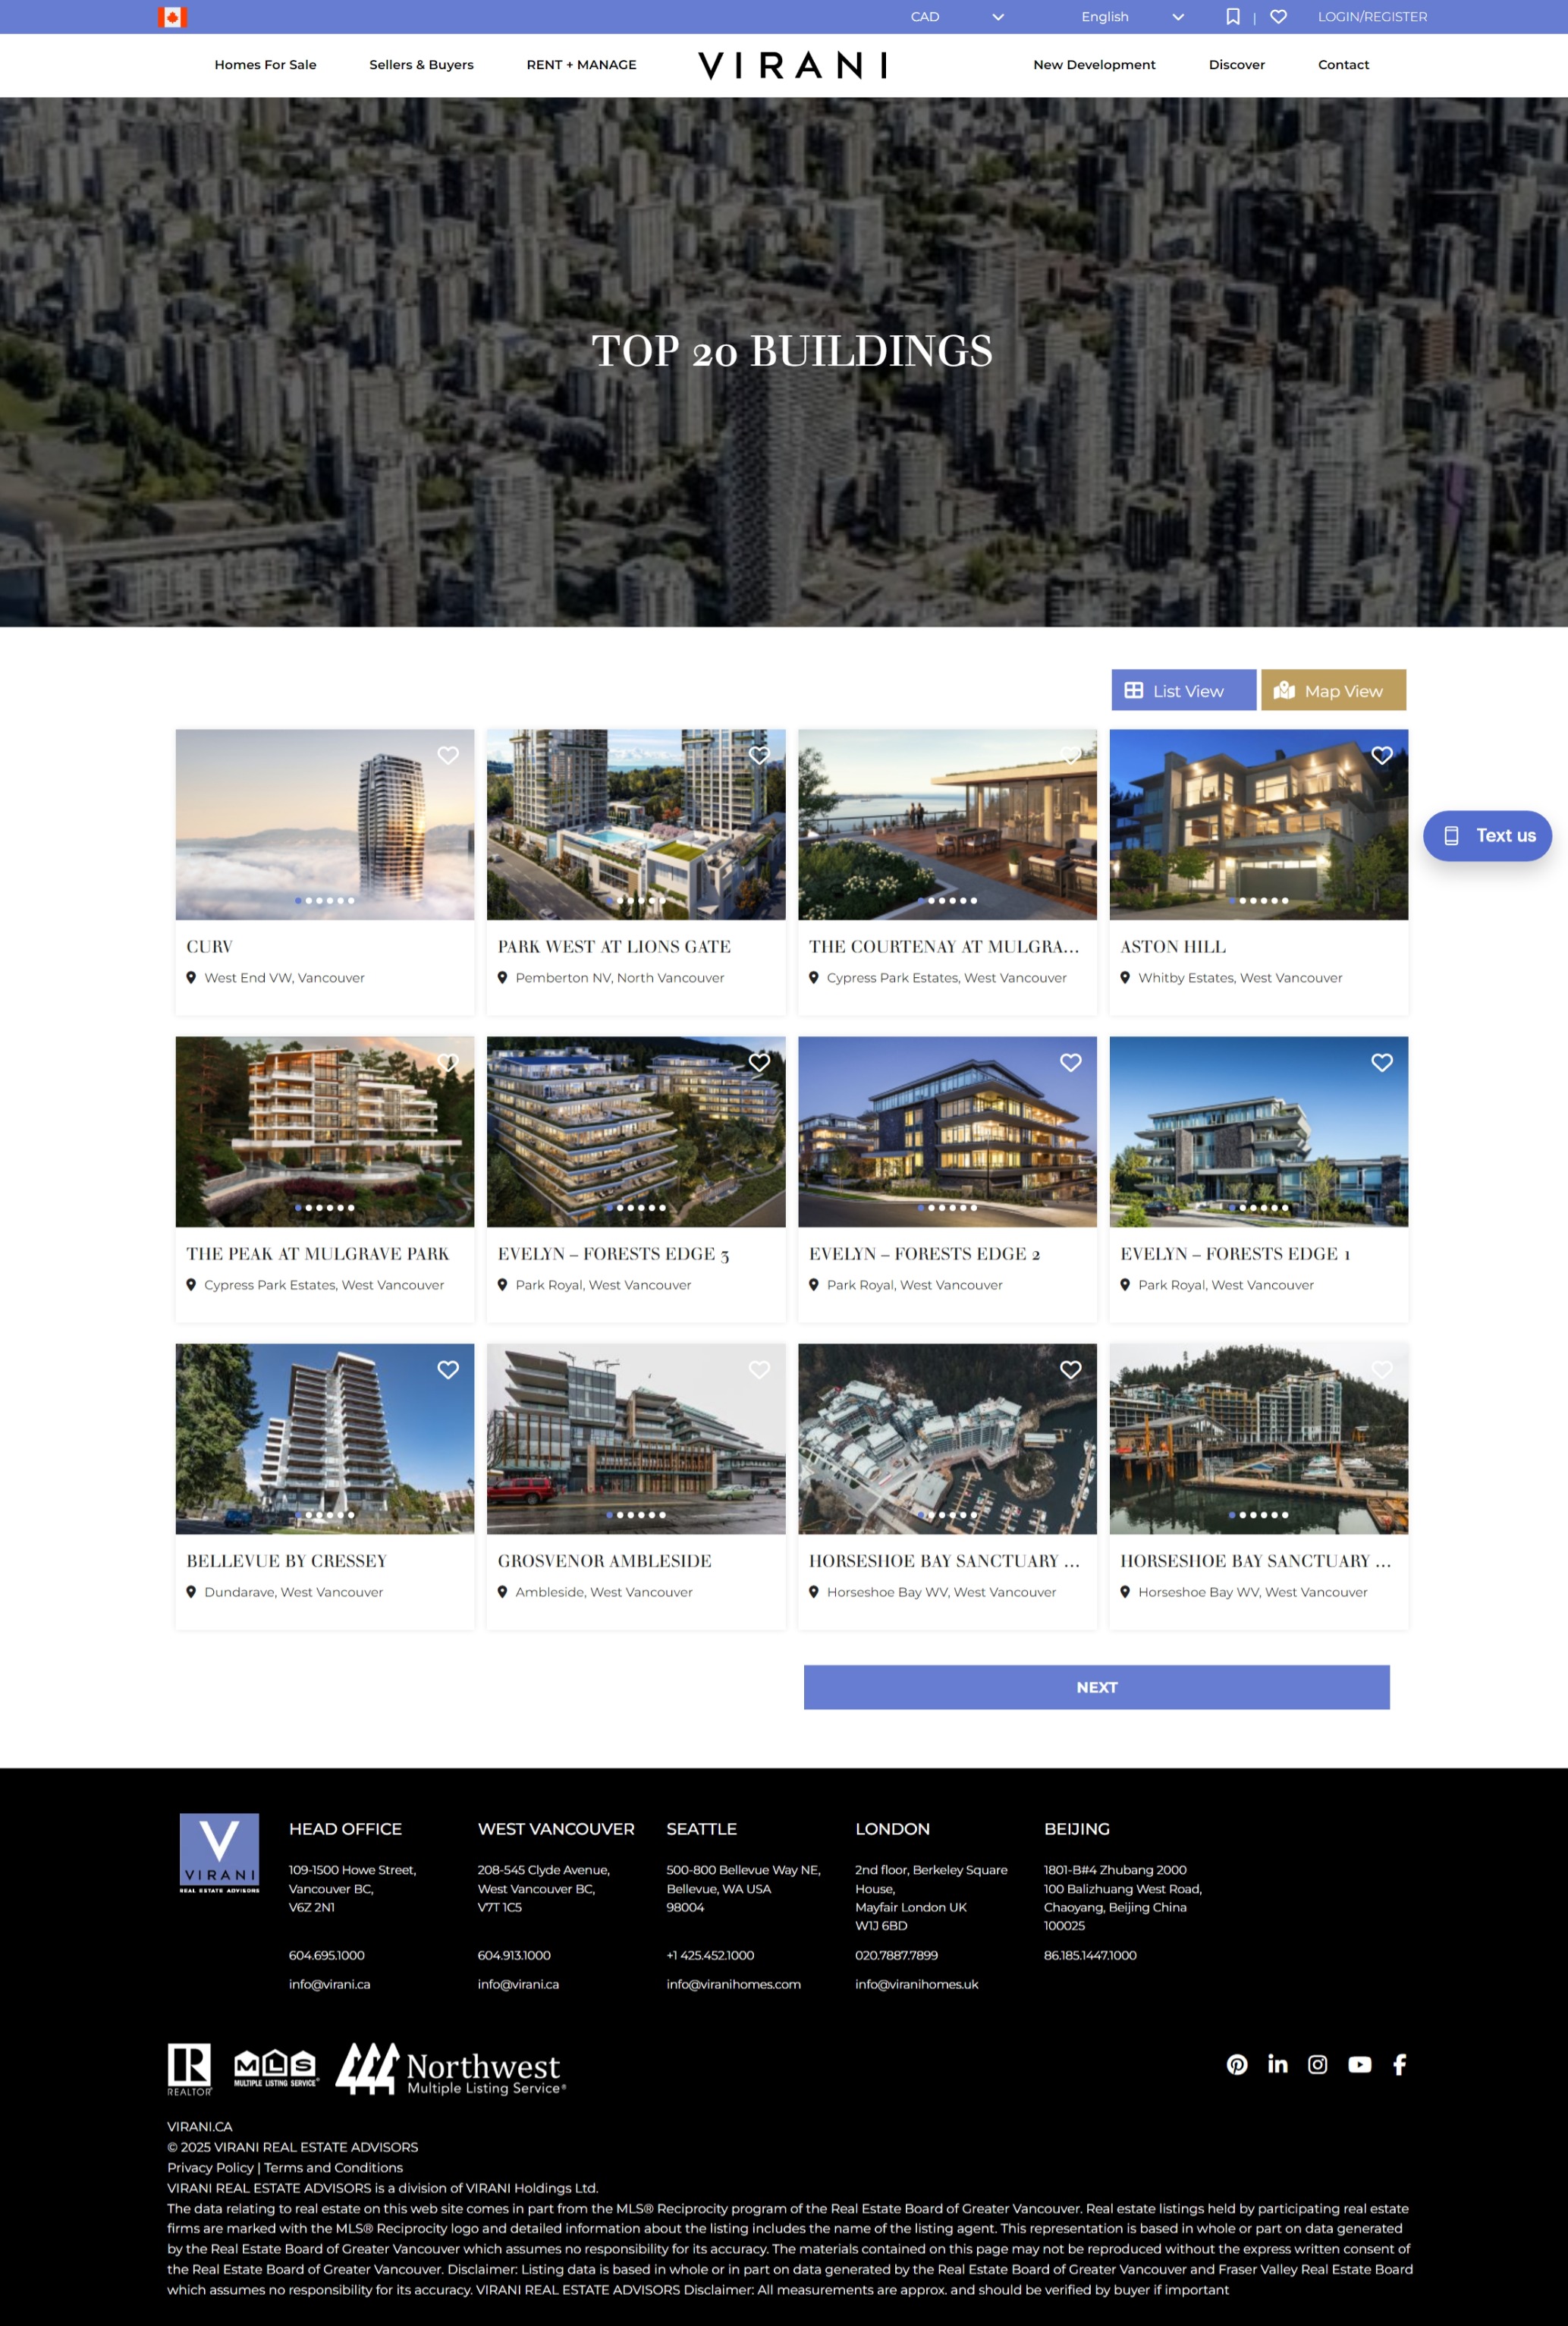 CAD
English
|
LOGIN/REGISTER
Homes For Sale
Sellers & Buyers
RENT + MANAGE
VIRANI
New Development
Discover
Contact
TOP 20 BUILDINGS
List View
Map View
Text us
CURV
West End VW, Vancouver
PARK WEST AT LIONS GATE
Pemberton NV, North Vancouver
THE COURTENAY AT MULGRA...
Cypress Park Estates, West Vancouver
ASTON HILL
Whitby Estates, West Vancouver
THE PEAK AT MULGRAVE PARK
Cypress Park Estates, West Vancouver
EVELYN – FORESTS EDGE 3
Park Royal, West Vancouver
EVELYN – FORESTS EDGE 2
Park Royal, West Vancouver
EVELYN – FORESTS EDGE 1
Park Royal, West Vancouver
BELLEVUE BY CRESSEY
Dundarave, West Vancouver
GROSVENOR AMBLESIDE
Ambleside, West Vancouver
HORSESHOE BAY SANCTUARY ...
Horseshoe Bay WV, West Vancouver
HORSESHOE BAY SANCTUARY ...
Horseshoe Bay WV, West Vancouver
NEXT
V
VIRANI
REAL ESTATE ADVISORS
HEAD OFFICE
109-1500 Howe Street,
Vancouver BC,
V6Z 2N1
604.695.1000
info@virani.ca
WEST VANCOUVER
208-545 Clyde Avenue,
West Vancouver BC,
V7T 1C5
604.913.1000
info@virani.ca
SEATTLE
500-800 Bellevue Way NE,
Bellevue, WA USA
98004
+1 425.452.1000
info@viranihomes.com
LONDON
2nd floor, Berkeley Square
House,
Mayfair London UK
W1J 6BD
020.7887.7899
info@viranihomes.uk
BEIJING
1801-B#4 Zhubang 2000
100 Balizhuang West Road,
Chaoyang, Beijing China
100025
86.185.1447.1000
R
REALTOR®
MLS
MULTIPLE LISTING SERVICE®
Northwest
Multiple Listing Service®
VIRANI.CA
© 2025 VIRANI REAL ESTATE ADVISORS
Privacy Policy | Terms and Conditions
VIRANI REAL ESTATE ADVISORS is a division of VIRANI Holdings Ltd.
The data relating to real estate on this web site comes in part from the MLS® Reciprocity program of the Real Estate Board of Greater Vancouver. Real estate listings held by participating real estate
firms are marked with the MLS® Reciprocity logo and detailed information about the listing includes the name of the listing agent. This representation is based in whole or part on data generated
by the Real Estate Board of Greater Vancouver which assumes no responsibility for its accuracy. The materials contained on this page may not be reproduced without the express written consent of
the Real Estate Board of Greater Vancouver. Disclaimer: Listing data is based in whole or in part on data generated by the Real Estate Board of Greater Vancouver and Fraser Valley Real Estate Board
which assumes no responsibility for its accuracy. VIRANI REAL ESTATE ADVISORS Disclaimer: All measurements are approx. and should be verified by buyer if important